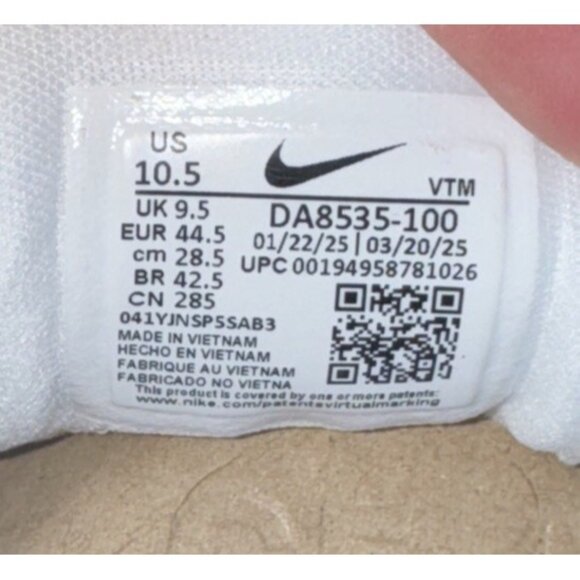 US
10.5
VTM
UK 9.5
DA8535-100
EUR 44.5
01/22/25 | 03/20/25
cm 28.5
UPC 00194958781026
BR 42.5
CN 285
041YJNSP5SAB3
MADE IN VIETNAM
HECHO EN VIETNAM
FABRIQUE AU VIETNAM
FABRICADO NO VIETNA
This product is covered by one or more patents:
www.nike.com/patentsvirtualmarking